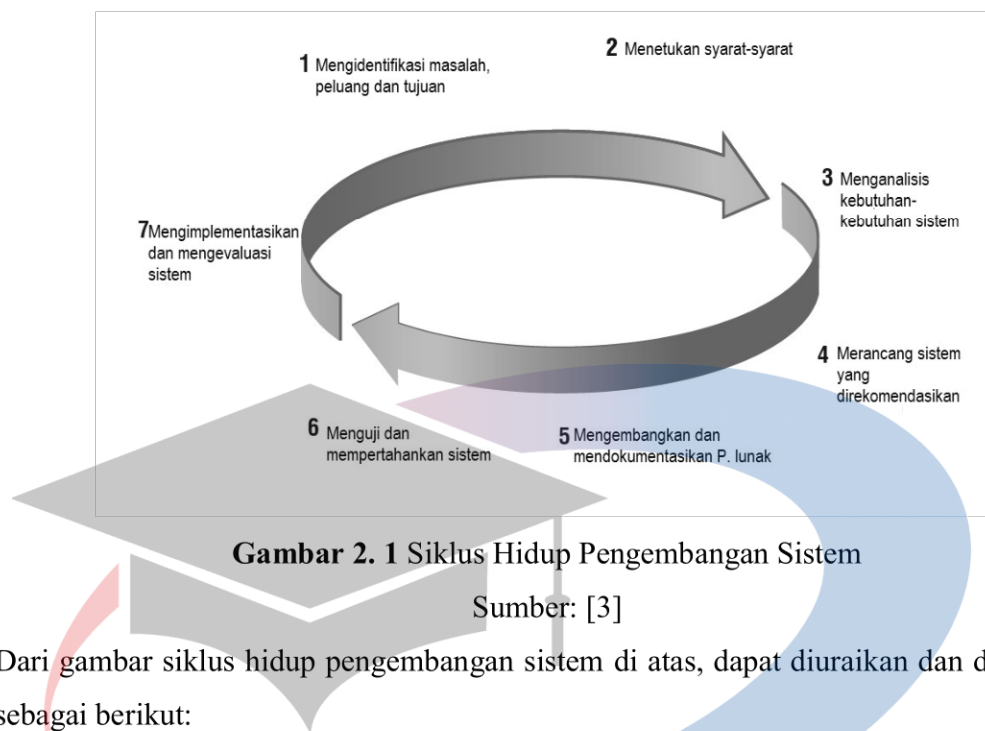 1 Mengidentifikasi masalah,
peluang dan tujuan
2 Menetukan syarat-syarat
3 Menganalisis
kebutuhan-
kebutuhan sistem
4 Merancang sistem
yang
direkomendasikan
5 Mengembangkan dan
mendokumentasikan P. lunak
6 Menguji dan
mempertahankan sistem
7Mengimplementasikan
dan mengevaluasi
sistem
Gambar 2. 1 Siklus Hidup Pengembangan Sistem
Sumber: [3]
Dari gambar siklus hidup pengembangan sistem di atas, dapat diuraikan dan d
sebagai berikut: